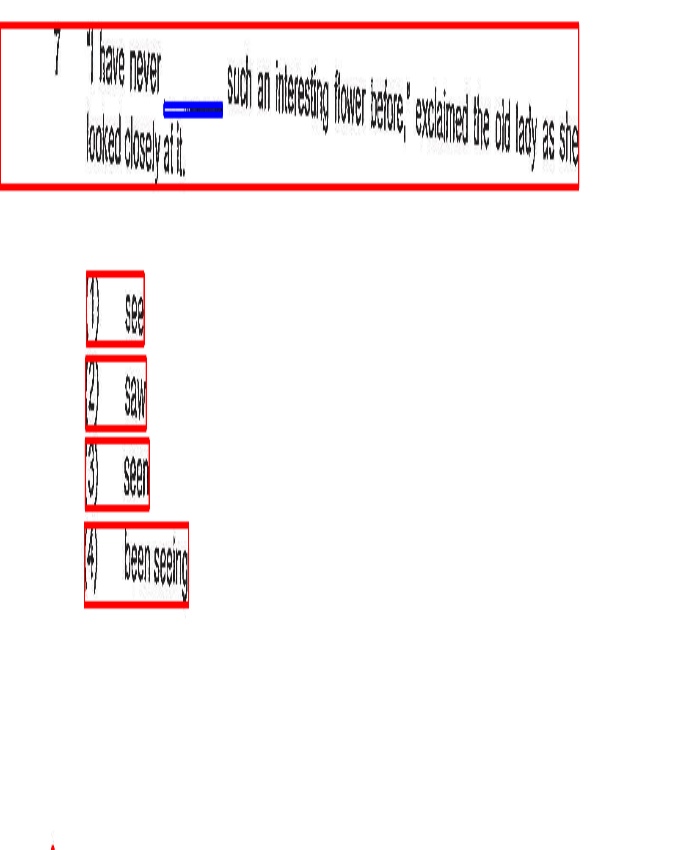 7 "I have never ______ such an interesting flower before," exclaimed the old lady as she
looked closely at it.
(1) see
(2) saw
(3) seen
(4) been seeing